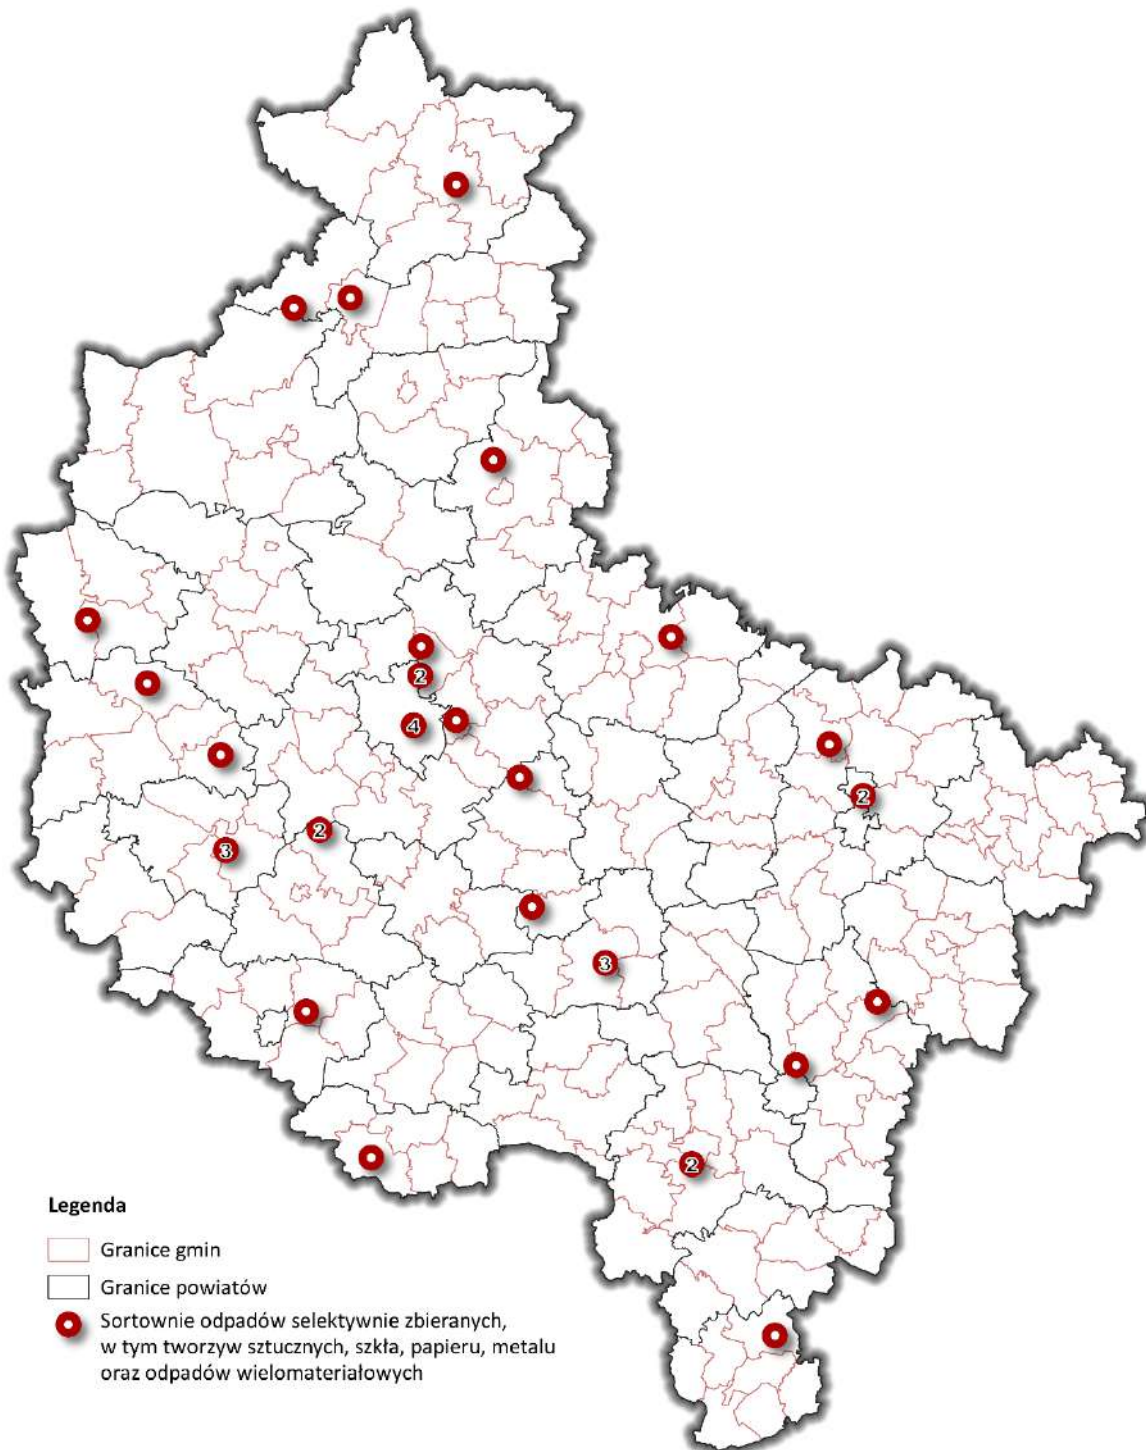 2
4
2
2
3
3
2
Legenda
Granice gmin
Granice powiatów
Sortownie odpadów selektywnie zbieranych,
w tym tworzyw sztucznych, szkła, papieru, metalu
oraz odpadów wielomateriałowych